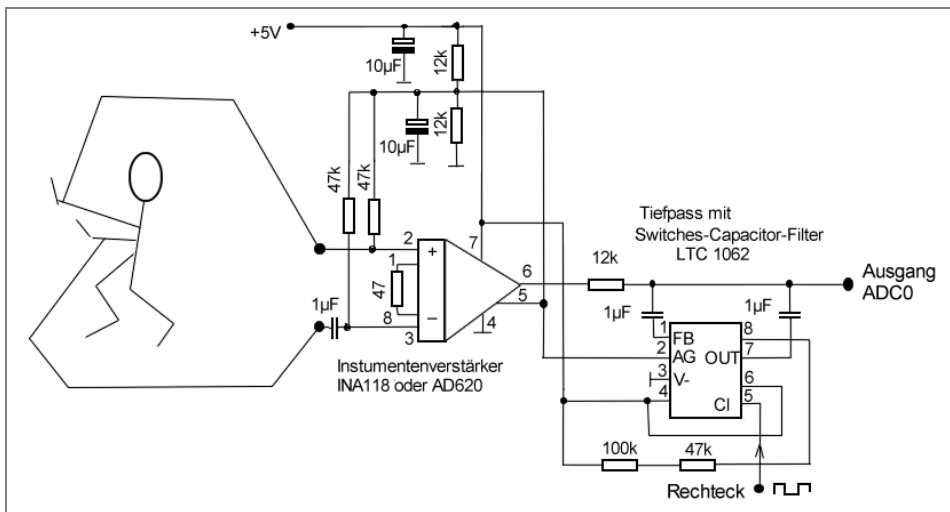 +5V
10µF
12k
10µF
12k
47k
47k
Tiefpass mit
Switches-Capacitor-Filter
LTC 1062
2
+
7
1
47
6
5
12k
Ausgang
ADC0
1µF
8
–
3
4
1µF
1µF
1
FB
8
2
AG
OUT
7
3
V-
6
4
CI
5
Instumentenverstärker
INA118 oder AD620
100k
47k
Rechteck